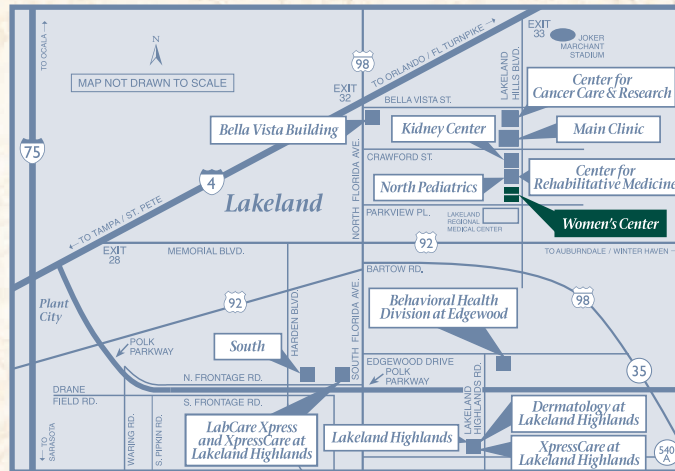 ← TO OCALA →
N
MAP NOT DRAWN TO SCALE
98
TO ORLANDO / FL TURNPIKE →
EXIT
33
JOKER
MARCHANT
STADIUM
EXIT
32
LAKELAND
HILLS BLVD.
BELLA VISTA ST.
Center for
Cancer Care & Research
Bella Vista Building
Kidney Center
Main Clinic
75
CRAWFORD ST.
4
North Pediatrics
Center for
Rehabilitative Medicine
Lakeland
NORTH FLORIDA AVE.
PARKVIEW PL.
LAKELAND
REGIONAL
MEDICAL CENTER
Women's Center
← TO TAMPA / ST. PETE
EXIT
28
MEMORIAL BLVD.
92
TO AUBURNDALE / WINTER HAVEN →
BARTOW RD.
Plant
City
92
HARDEN BLVD.
SOUTH FLORIDA AVE.
Behavioral Health
Division at Edgewood
98
POLK
PARKWAY
South
EDGEWOOD DRIVE
POLK
PARKWAY
35
N. FRONTAGE RD.
DRANE
FIELD RD.
S. FRONTAGE RD.
LAKELAND
HIGHLANDS RD.
WARING RD.
S. PIPKIN RD.
LabCare Xpress
and XpressCare at
Lakeland Highlands
Lakeland Highlands
Dermatology at
Lakeland Highlands
XpressCare at
Lakeland Highlands
540
A
← TO
SARASOTA